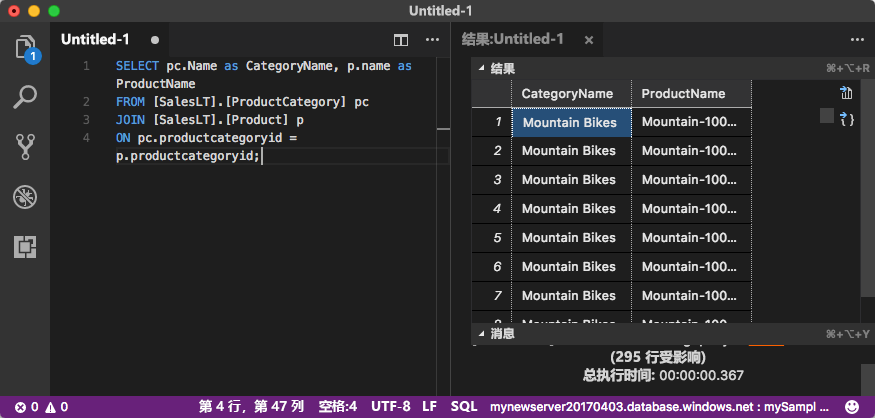 Untitled-1
Untitled-1
1
1 SELECT pc.Name as CategoryName, p.name as
ProductName
2 FROM [SalesLT].[ProductCategory] pc
3 JOIN [SalesLT].[Product] p
4 ON pc.productcategoryid =
p.productcategoryid;
结果:Untitled-1
结果 ⌘+⌥+R
CategoryName ProductName
1 Mountain Bikes Mountain-100...
2 Mountain Bikes Mountain-100...
3 Mountain Bikes Mountain-100...
4 Mountain Bikes Mountain-100...
5 Mountain Bikes Mountain-100...
6 Mountain Bikes Mountain-100...
7 Mountain Bikes Mountain-100...
消息 ⌘+⌥+Y
(295 行受影响)
总执行时间: 00:00:00.367
0 0 第 4 行，第 47 列 空格:4 UTF-8 LF SQL mynewserver20170403.database.windows.net : mySampl ...